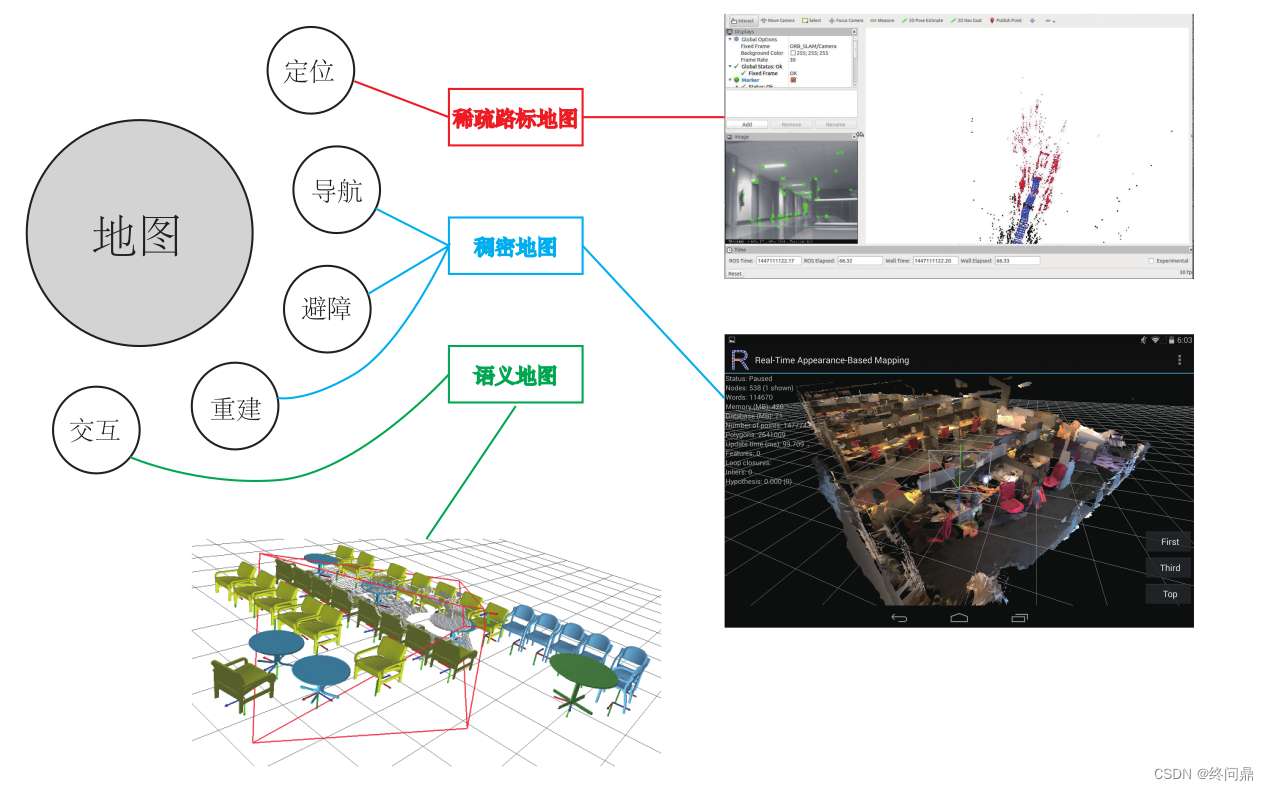 定位
稀疏路标地图
导航
地图
稠密地图
避障
语义地图
重建
交互
Interact Move Camera Select Focus Camera Measure 2D Pose Estimate 2D Nav Goal Publish Point
Displays
Global Options
Fixed Frame ORB_SLAM/Camera
Background Color 255; 255; 255
Frame Rate 30
Global Status: Ok
Fixed Frame OK
Marker
Status: Ok
Add Remove Rename
Image
Time
ROS Time: 1447111122.17 ROS Elapsed: 66.32 Wall Time: 1447111122.20 Wall Elapsed: 66.33 Experimental
Reset 30 fp
6:03
Real-Time Appearance-Based Mapping
Status: Paused
Nodes: 538 (1 shown)
Words: 114670
Memory (MB): 420
Database (MB): 71
Number of points: 147774
Polygons: 2641009
Update time (ms): 99.709
Features: 0
Loop closures:
Inliers: 0
Hypothesis: 0.000 (0)
First
Third
Top
CSDN @终问鼎